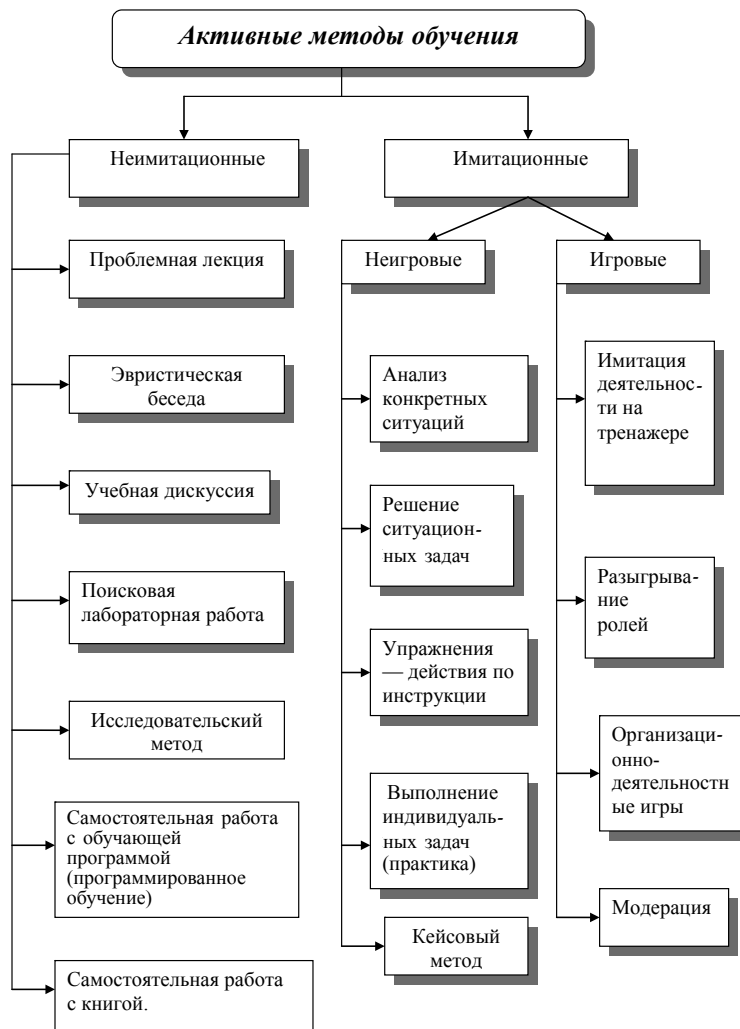 Активные методы обучения
Неимитационные
Имитационные
Проблемная лекция
Неигровые
Игровые
Эвристическая
беседа
Анализ
конкретных
ситуаций
Имитация
деятельнос-
ти на
тренажере
Учебная дискуссия
Решение
ситуацион-
ных задач
Поисковая
лабораторная работа
Разыгрыва-
ние
ролей
Упражнения
— действия по
инструкции
Исследовательский
метод
Организаци-
онно-
деятельностн
ые игры
Самостоятельная работа
с обучающей
программой
(программированное
обучение)
Выполнение
индивидуаль-
ных задач
(практика)
Модерация
Кейсовый
метод
Самостоятельная работа
с книгой.